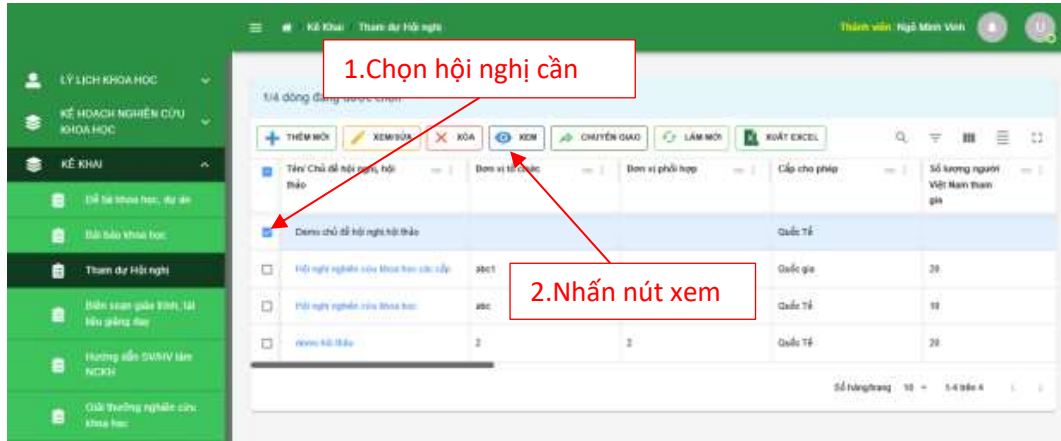 Kê Khai / Tham dự Hội nghị
Thành viên: Ngô Minh Vinh
U
LÝ LỊCH KHOA HỌC
KẾ HOẠCH NGHIÊN CỨU
KHOA HỌC
KÊ KHAI
Đề tài khoa học, dự án
Bài báo khoa học
Tham dự Hội nghị
Biên soạn giáo trình, tài
liệu giảng dạy
Hướng dẫn SV/HV làm
NCKH
Giải thưởng nghiên cứu
khoa học
1.Chọn hội nghị cần
1/4 dòng đang được chọn
THÊM MỚI
XEM/SỬA
XÓA
XEM
CHUYỂN GIAO
LÀM MỚI
XUẤT EXCEL
Tên/ Chủ đề hội nghị, hội
thảo
Đơn vị tổ chức
Đơn vị phối hợp
Cấp cho phép
Số lượng người
Việt Nam tham
gia
Demo chủ đề hội nghị hội thảo
Quốc Tế
Hội nghị nghiên cứu khoa học các cấp
abc1
Quốc gia
20
2.Nhấn nút xem
Hội nghị nghiên cứu khoa học
abc
Quốc Tế
10
demo hội thảo
2
2
Quốc Tế
20
Số hàng/trang 10
1-4 trên 4